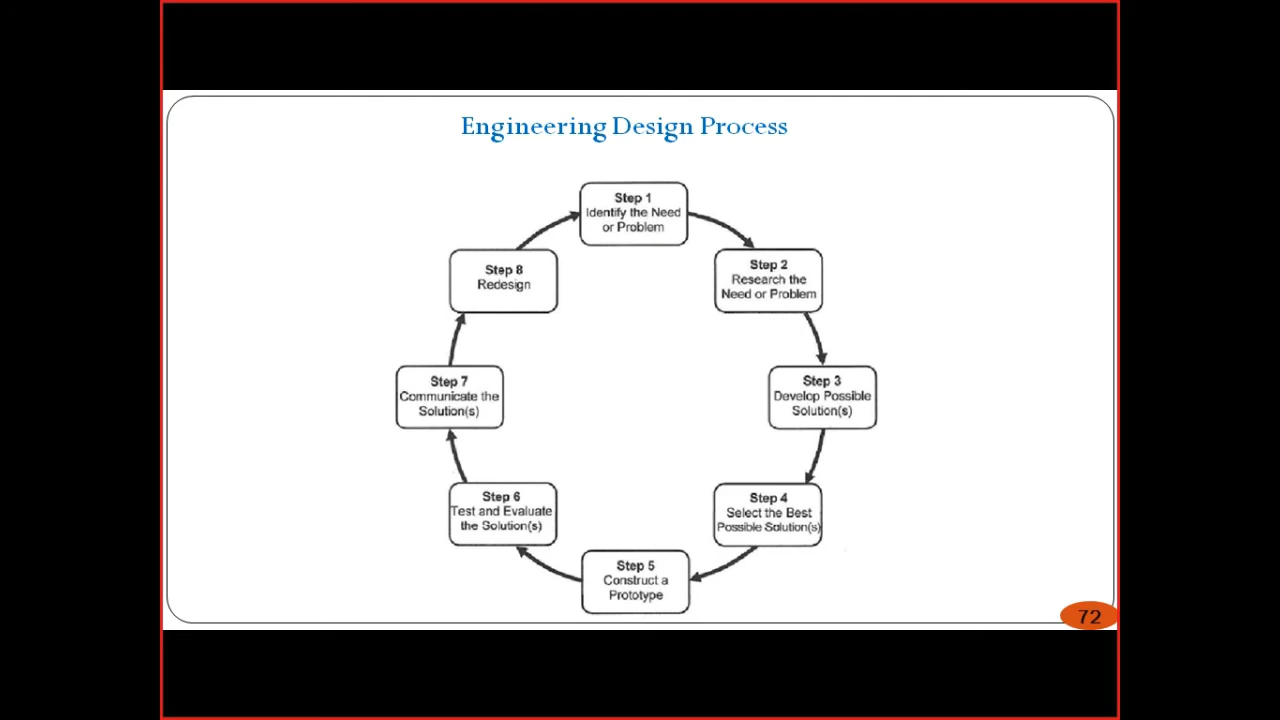 Engineering Design Process
Step 1
Identify the Need
or Problem
Step 2
Research the
Need or Problem
Step 3
Develop Possible
Solution(s)
Step 4
Select the Best
Possible Solution(s)
Step 5
Construct a
Prototype
Step 6
Test and Evaluate
the Solution(s)
Step 7
Communicate the
Solution(s)
Step 8
Redesign
72